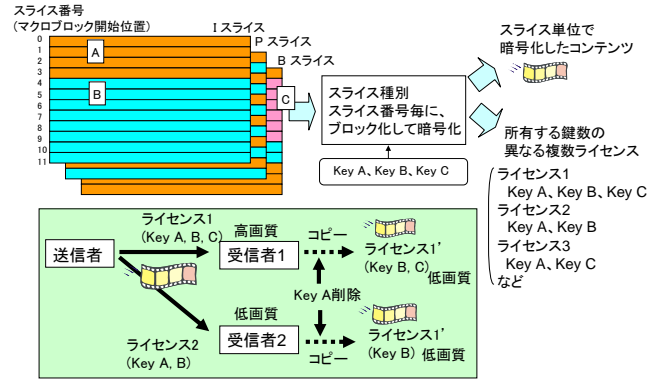 スライス番号
(マクロブロック開始位置)
I スライス
P スライス
B スライス
0
1
2
3
4
5
6
7
8
9
10
11
A
B
C
スライス種別
スライス番号毎に、
ブロック化して暗号化
Key A、Key B、Key C
スライス単位で
暗号化したコンテンツ
所有する鍵数の
異なる複数ライセンス
ライセンス1
Key A、Key B、Key C
ライセンス2
Key A、Key B
ライセンス3
Key A、Key C
など
送信者
ライセンス1
(Key A, B, C)
高画質
受信者1
コピー
ライセンス1’
(Key B, C)
低画質
Key A削除
ライセンス2
(Key A, B)
低画質
受信者2
コピー
ライセンス1’
(Key B) 低画質